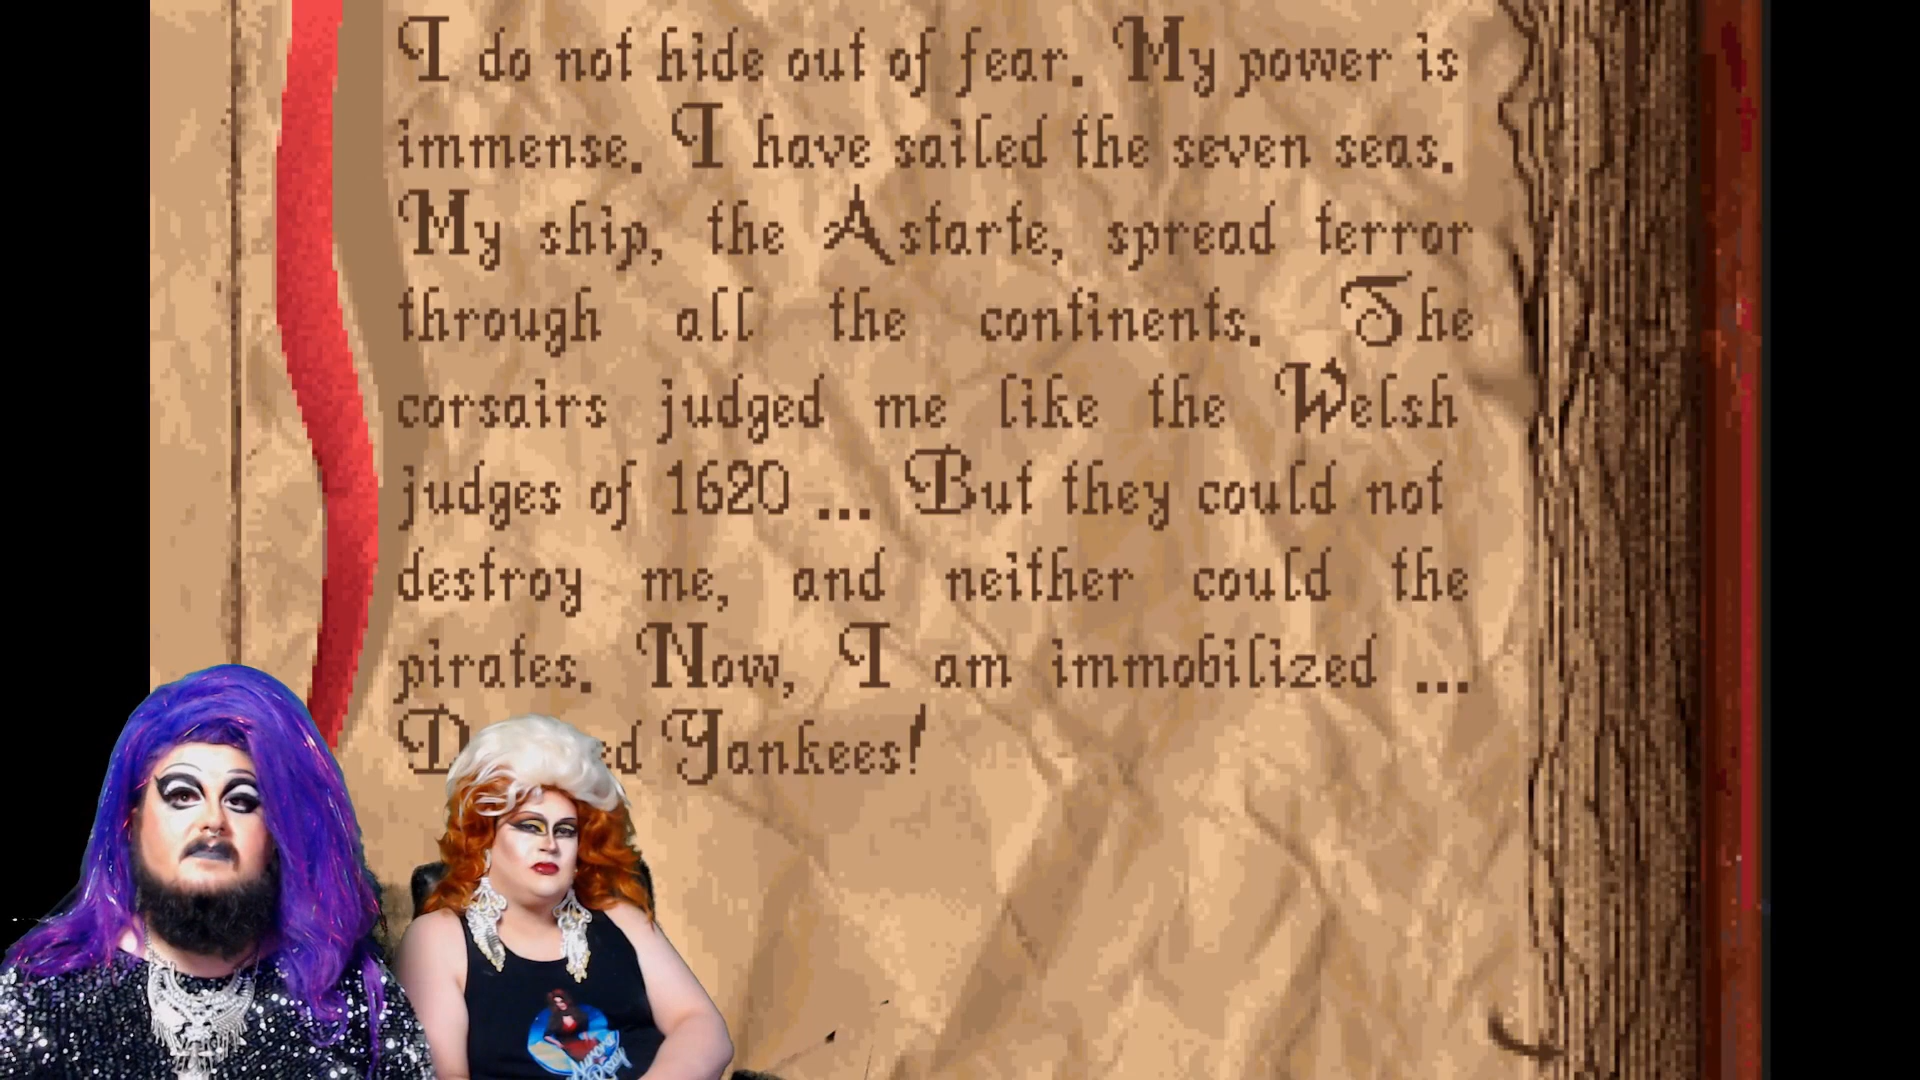 I do not hide out of fear. My power is
immense. I have sailed the seven seas.
My ship, the Astarte, spread terror
through all the continents. The
corsairs judged me like the Welsh
judges of 1620 ... But they could not
destroy me, and neither could the
pirates. Now, I am immobilized ...
Yankees!